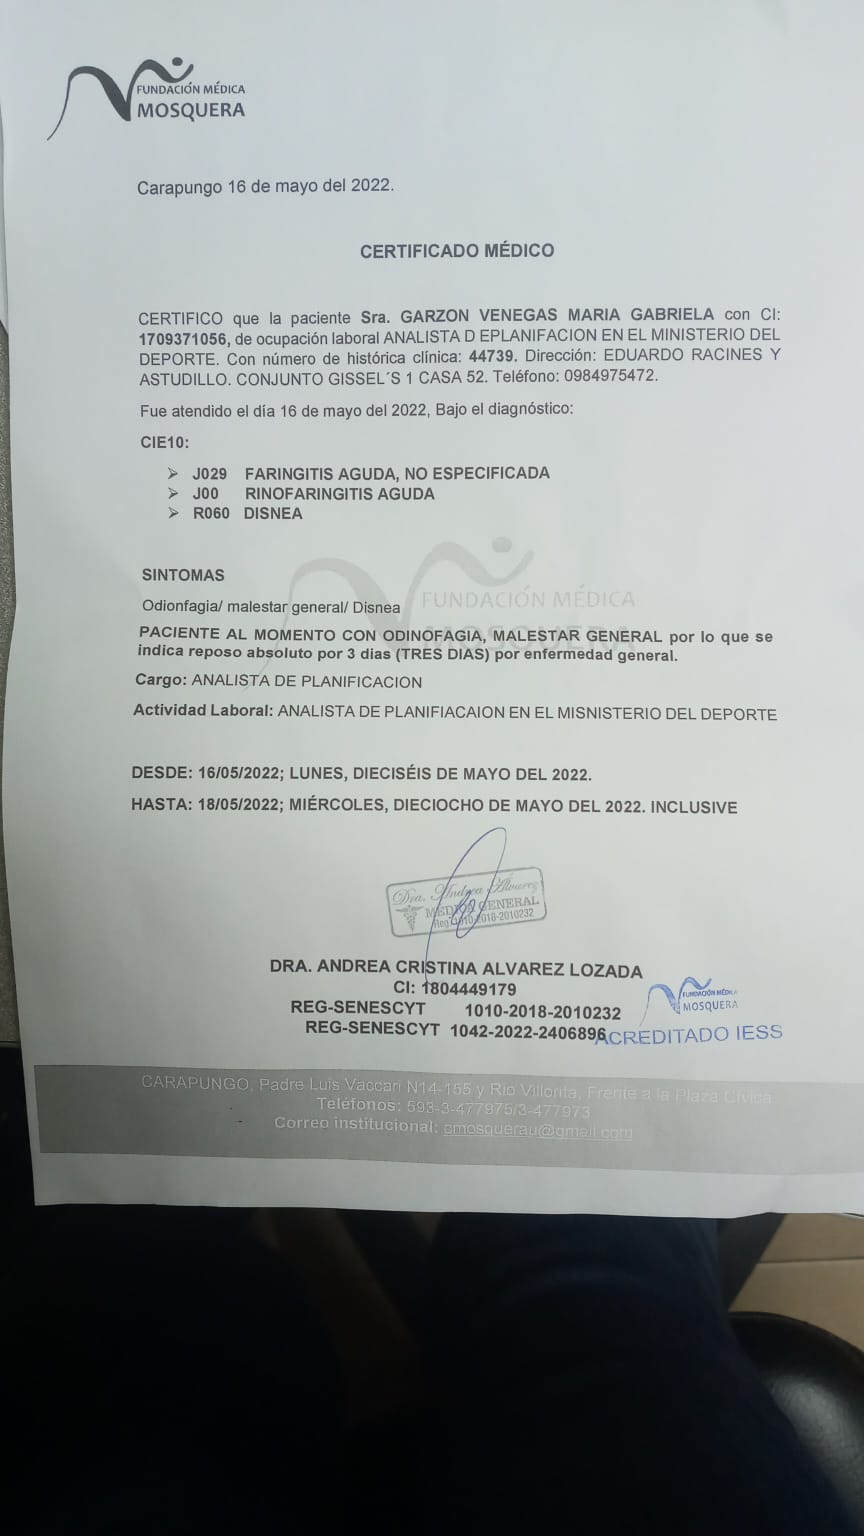 FUNDACIÓN MÉDICA
MOSQUERA
Carapungo 16 de mayo del 2022.
CERTIFICADO MÉDICO
CERTIFICO que la paciente Sra. GARZON VENEGAS MARIA GABRIELA con CI:
1709371056, de ocupación laboral ANALISTA D EPLANIFACION EN EL MINISTERIO DEL
DEPORTE. Con número de histórica clínica: 44739. Dirección: EDUARDO RACINES Y
ASTUDILLO. CONJUNTO GISSEL´S 1 CASA 52. Teléfono: 0984975472.
Fue atendido el día 16 de mayo del 2022, Bajo el diagnóstico:
CIE10:
➢ J029 FARINGITIS AGUDA, NO ESPECIFICADA
➢ J00 RINOFARINGITIS AGUDA
➢ R060 DISNEA
SINTOMAS
FUNDACIÓN MÉDICA
MOSQUERA
Odionfagia/ malestar general/ Disnea
PACIENTE AL MOMENTO CON ODINOFAGIA, MALESTAR GENERAL por lo que se
indica reposo absoluto por 3 dias (TRES DIAS) por enfermedad general.
Cargo: ANALISTA DE PLANIFICACION
Actividad Laboral: ANALISTA DE PLANIFIACAION EN EL MISNISTERIO DEL DEPORTE
DESDE: 16/05/2022; LUNES, DIECISÉIS DE MAYO DEL 2022.
HASTA: 18/05/2022; MIÉRCOLES, DIECIOCHO DE MAYO DEL 2022. INCLUSIVE
Dra. Andrea Álvarez
MEDICO GENERAL
Reg 1010-2018-2010232
DRA. ANDREA CRISTINA ALVAREZ LOZADA
CI: 1804449179
REG-SENESCYT 1010-2018-2010232
REG-SENESCYT 1042-2022-2406896
FUNDACIÓN MÉDICA
MOSQUERA
ACREDITADO IESS
CARAPUNGO, Padre Luis Vaccari N14-155 y Rio Villorita, Frente a la Plaza Cívica
Teléfonos: 593-3-477975/3-477973
Correo institucional: cmosquerau@gmail.com